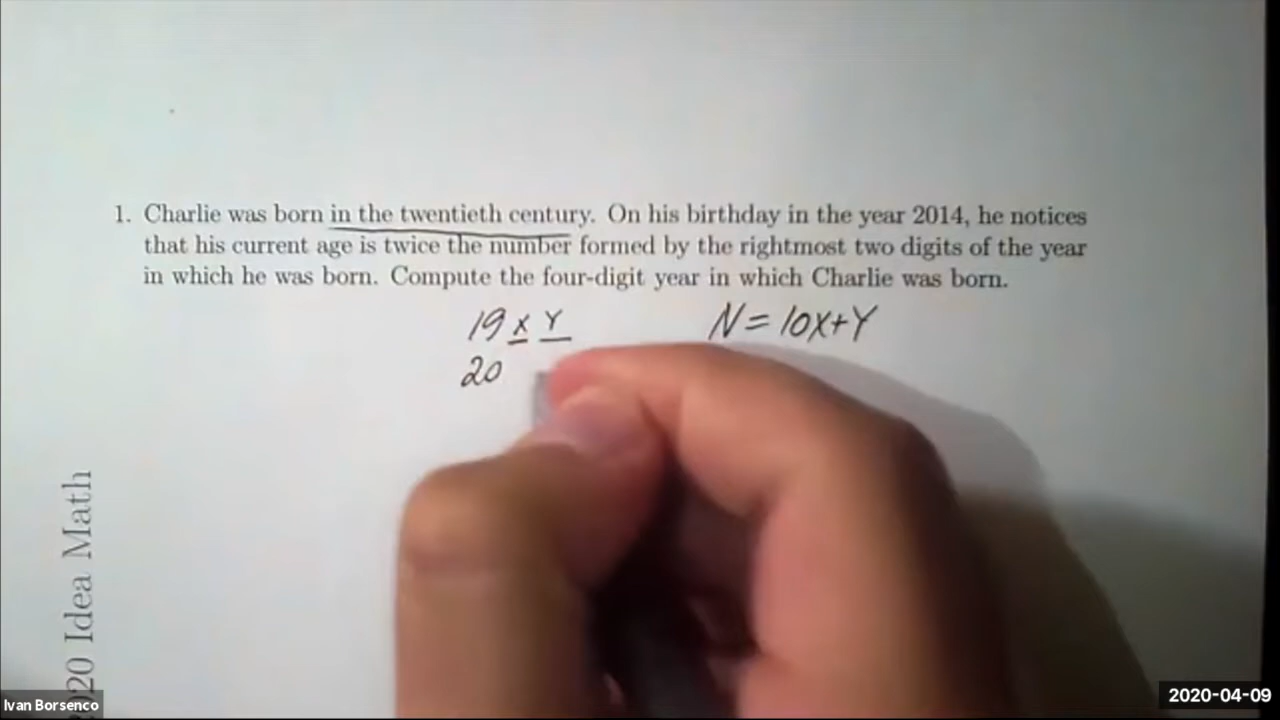 1. Charlie was born in the twentieth century. On his birthday in the year 2014, he notices
that his current age is twice the number formed by the rightmost two digits of the year
in which he was born. Compute the four-digit year in which Charlie was born.
19 X Y N = 10X+Y
20
2020 Idea Math
Ivan Borsenco
2020-04-09